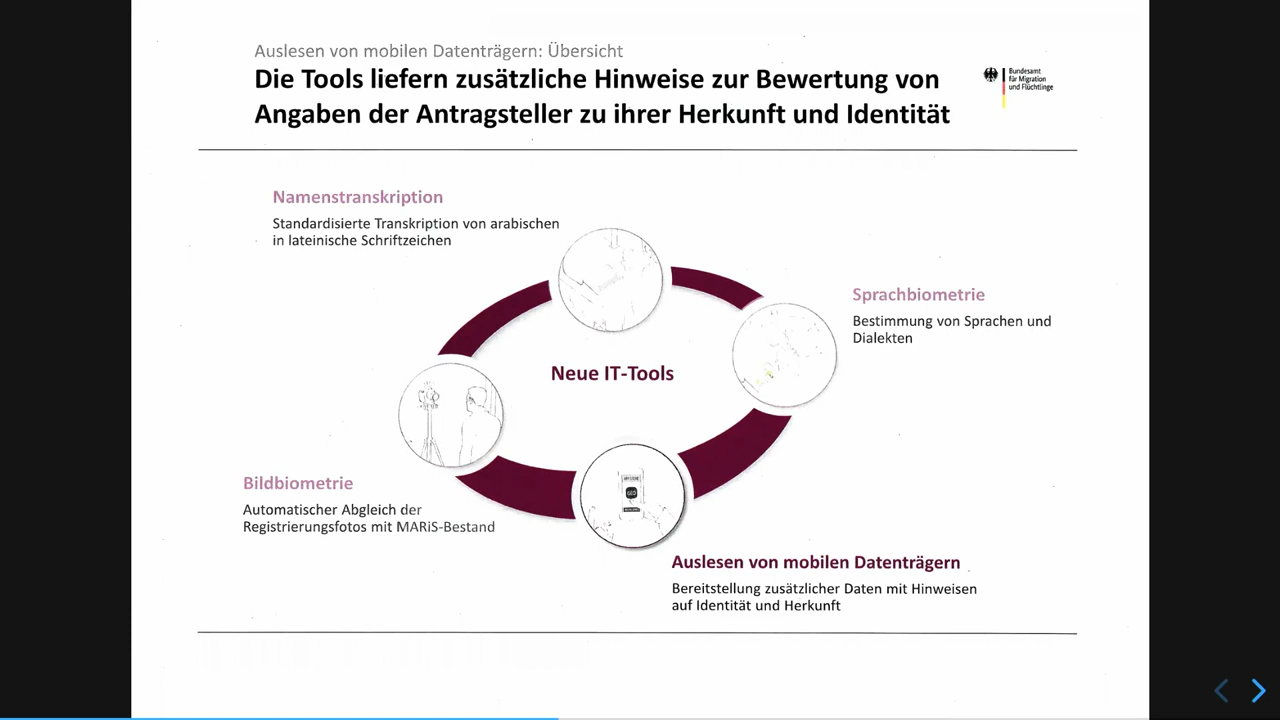 Auslesen von mobilen Datenträgern: Übersicht
Die Tools liefern zusätzliche Hinweise zur Bewertung von
Angaben der Antragsteller zu ihrer Herkunft und Identität
Bundesamt
für Migration
und Flüchtlinge
Namenstranskription
Standardisierte Transkription von arabischen
in lateinische Schriftzeichen
Sprachbiometrie
Bestimmung von Sprachen und
Dialekten
Neue IT-Tools
Bildbiometrie
Automatischer Abgleich der
Registrierungsfotos mit MARiS-Bestand
Auslesen von mobilen Datenträgern
Bereitstellung zusätzlicher Daten mit Hinweisen
auf Identität und Herkunft